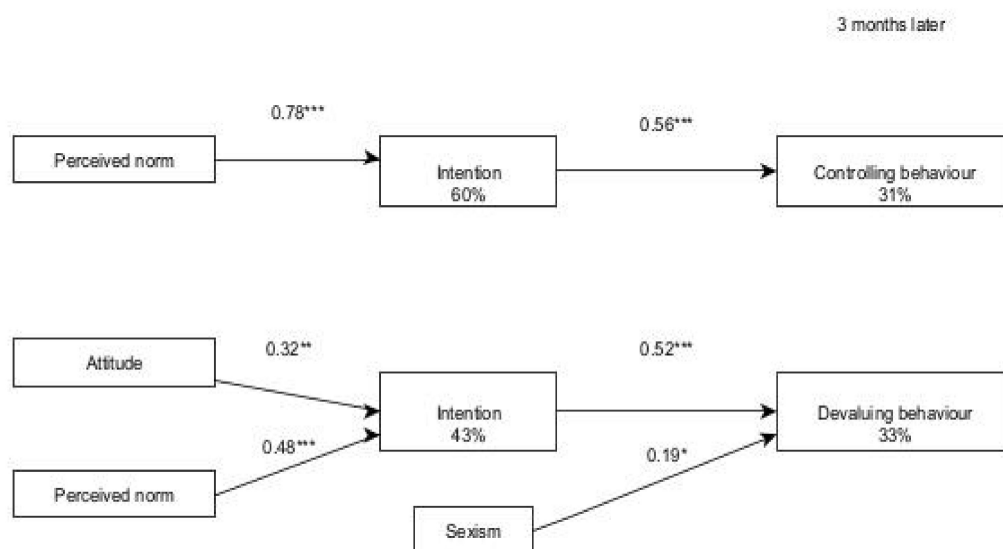 3 months later
0.78***
0.56***
Perceived norm
Intention
60%
Controlling behaviour
31%
Attitude
0.32**
0.52***
Intention
43%
Devaluing behaviour
33%
0.48***
0.19*
Perceived norm
Sexism